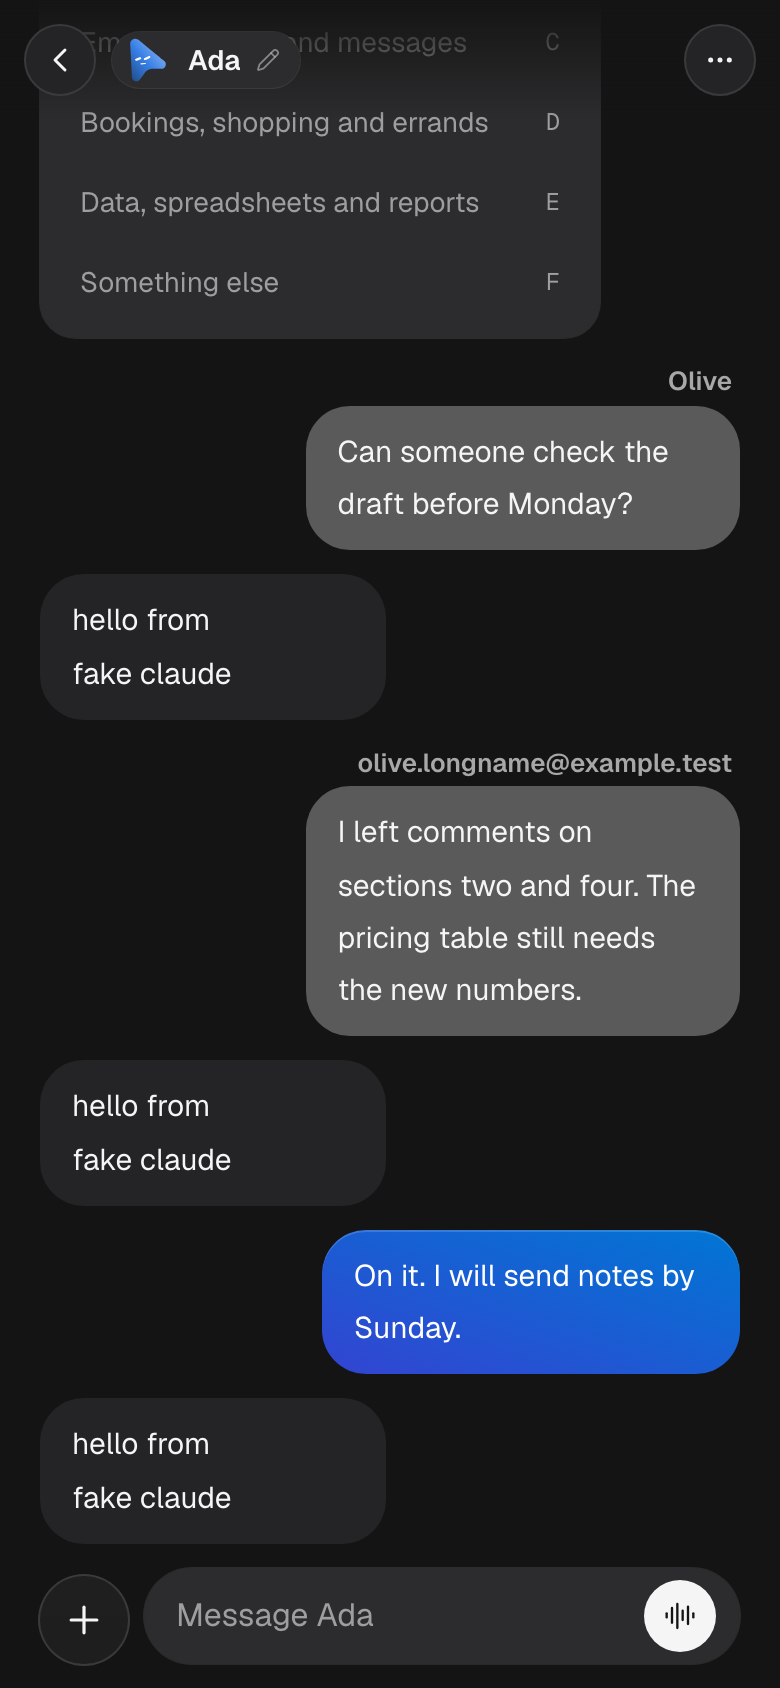 nd messages C
Ada
Bookings, shopping and errands D
Data, spreadsheets and reports E
Something else F
Olive
Can someone check the
draft before Monday?
hello from
fake claude
olive.longname@example.test
I left comments on
sections two and four. The
pricing table still needs
the new numbers.
hello from
fake claude
On it. I will send notes by
Sunday.
hello from
fake claude
Message Ada